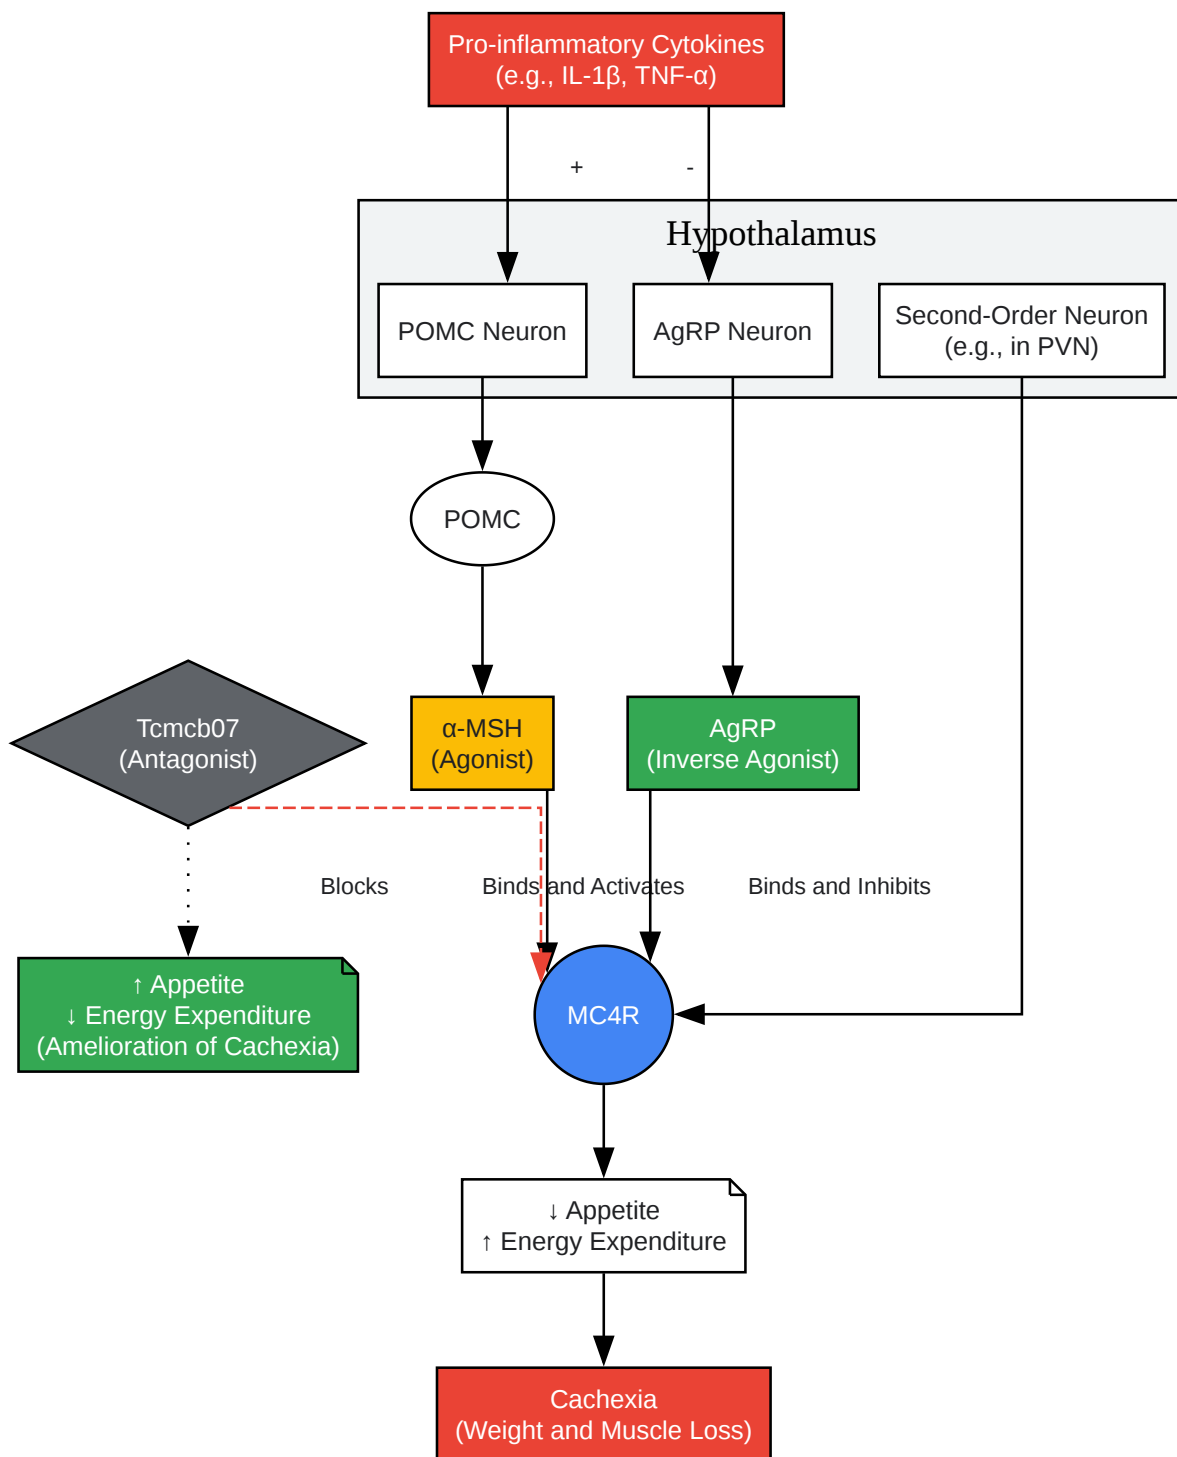 Pro-inflammatory Cytokines
(e.g., IL-1β, TNF-α)
+
-
Hypothalamus
POMC Neuron
AgRP Neuron
Second-Order Neuron
(e.g., in PVN)
POMC
Tcmcb07
(Antagonist)
α-MSH
(Agonist)
AgRP
(Inverse Agonist)
Blocks
Binds and Activates
Binds and Inhibits
↑ Appetite
↓ Energy Expenditure
(Amelioration of Cachexia)
MC4R
↓ Appetite
↑ Energy Expenditure
Cachexia
(Weight and Muscle Loss)